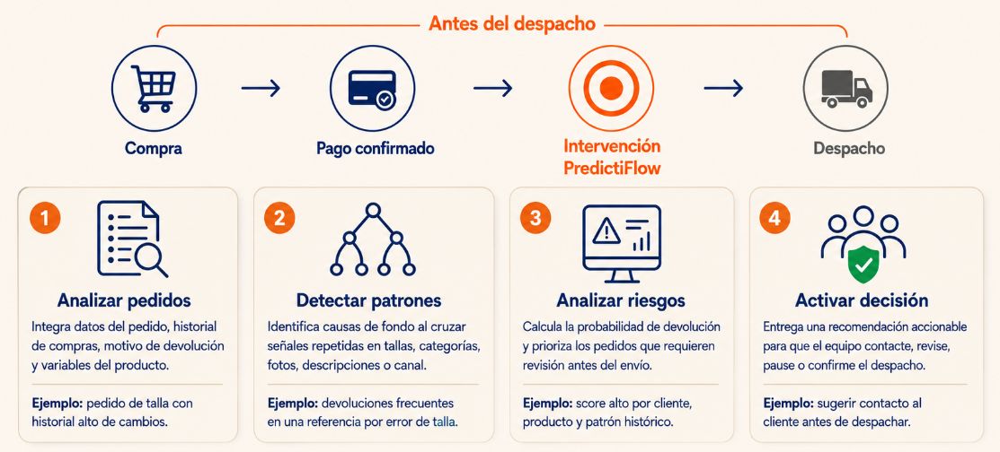 Antes del despacho
Compra
Pago confirmado
Intervención
PredictiFlow
Despacho
1
Analizar pedidos
Integra datos del pedido, historial
de compras, motivo de devolución
y variables del producto.
Ejemplo: pedido de talla con
historial alto de cambios.
2
Detectar patrones
Identifica causas de fondo al cruzar
señales repetidas en tallas, categorías,
fotos, descripciones o canal.
Ejemplo: devoluciones frecuentes
en una referencia por error de talla.
3
Analizar riesgos
Calcula la probabilidad de devolución
y prioriza los pedidos que requieren
revisión antes del envío.
Ejemplo: score alto por cliente,
producto y patrón histórico.
4
Activar decisión
Entrega una recomendación accionable
para que el equipo contacte, revise,
pause o confirme el despacho.
Ejemplo: sugerir contacto al
cliente antes de despachar.